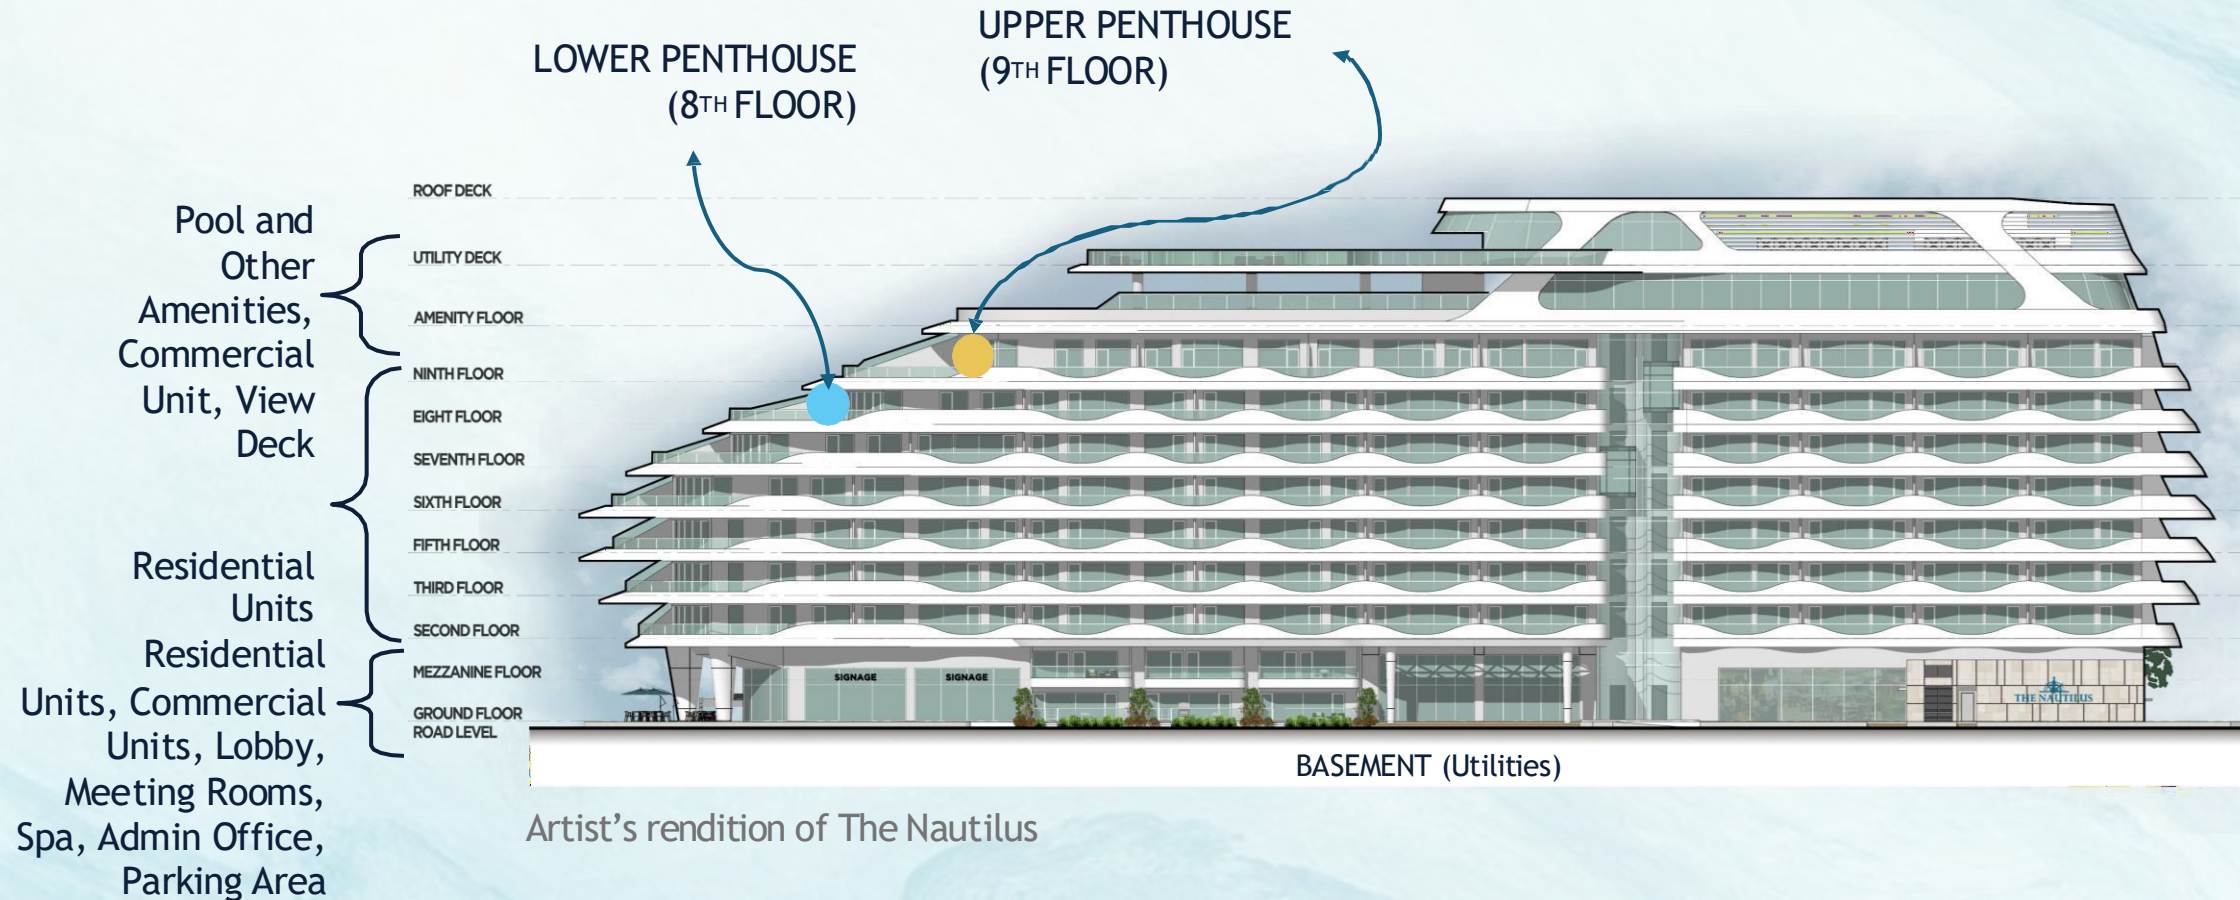 UPPER PENTHOUSE
(9TH FLOOR)
LOWER PENTHOUSE
(8TH FLOOR)
Pool and
Other
Amenities,
Commercial
Unit, View
Deck
Residential
Units
Residential
Units, Commercial
Units, Lobby,
Meeting Rooms,
Spa, Admin Office,
Parking Area
ROOF DECK
UTILITY DECK
AMENITY FLOOR
NINTH FLOOR
EIGHT FLOOR
SEVENTH FLOOR
SIXTH FLOOR
FIFTH FLOOR
THIRD FLOOR
SECOND FLOOR
MEZZANINE FLOOR
GROUND FLOOR
ROAD LEVEL
SIGNAGE
SIGNAGE
THE NAUTILUS
BASEMENT (Utilities)
Artist’s rendition of The Nautilus